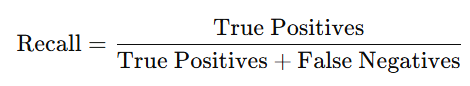 Recall = True Positives / True Positives + False Negatives